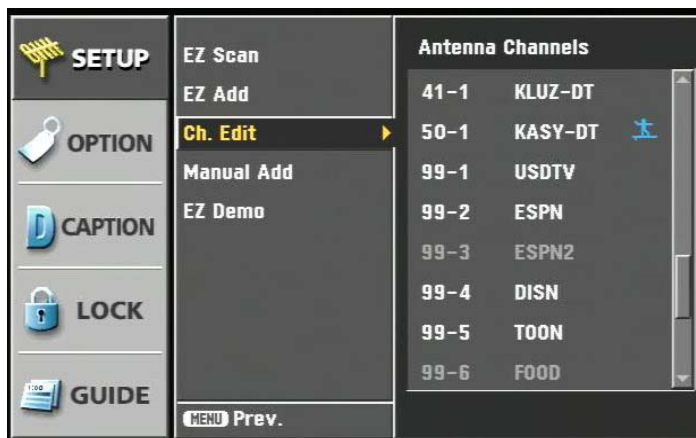 SETUP
OPTION
D CAPTION
LOCK
GUIDE
EZ Scan
EZ Add
Ch. Edit
Manual Add
EZ Demo
MENU Prev.
Antenna Channels
41-1 KLUZ-DT
50-1 KASY-DT
99-1 USDTV
99-2 ESPN
99-3 ESPN2
99-4 DISN
99-5 TOON
99-6 FOOD